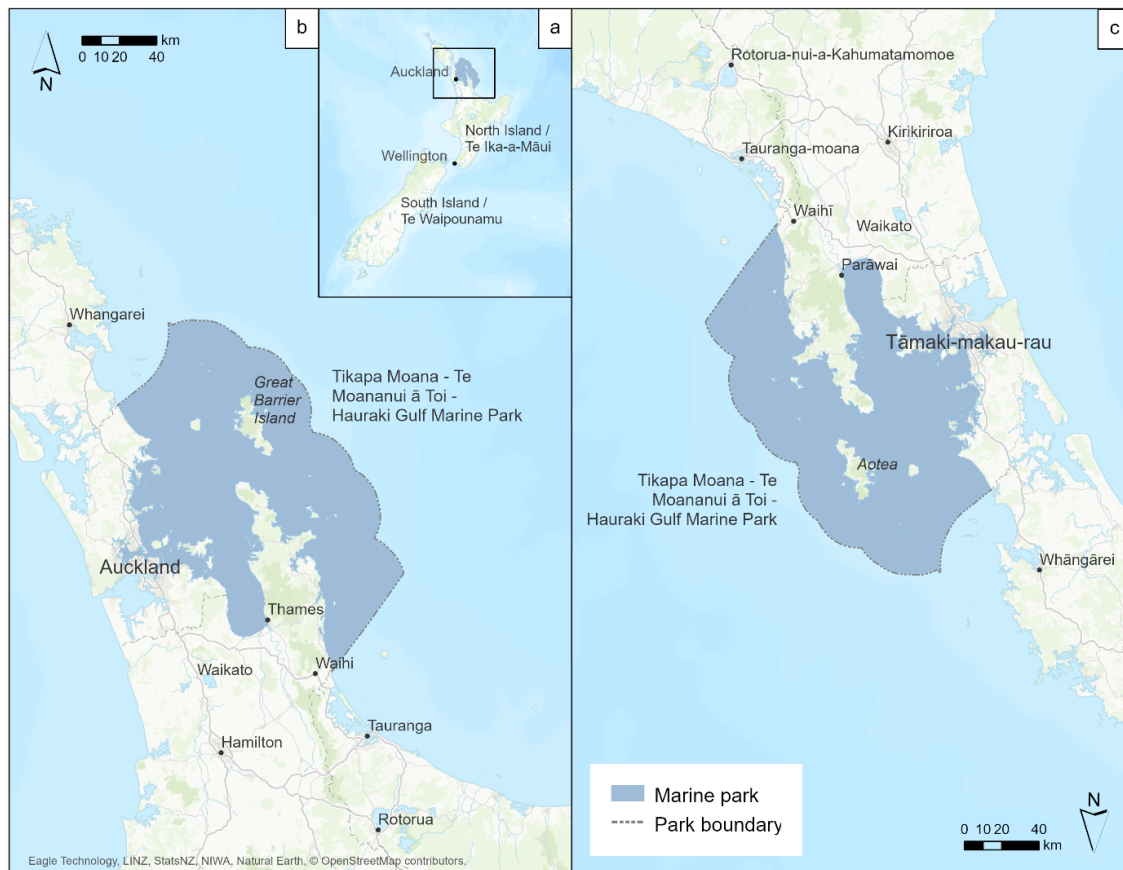 b
N
km
0 10 20 40
Whangarei
Great
Barrier
Island
Tikapa Moana - Te
Moananui ā Toi -
Hauraki Gulf Marine Park
Auckland
Thames
Waikato
Waihi
Tauranga
Hamilton
Rotorua
Eagle Technology, LINZ, StatsNZ, NIWA, Natural Earth, © OpenStreetMap contributors.
a
Auckland
North Island /
Te Ika-a-Māui
Wellington
South Island /
Te Waipounamu
c
Rotorua-nui-a-Kahumatamomoe
Kirikiriroa
Tauranga-moana
Waihī
Waikato
Parāwai
Tāmaki-makau-rau
Aotea
Tikapa Moana - Te
Moananui ā Toi -
Hauraki Gulf Marine Park
Whāngārei
Marine park
Park boundary
N
0 10 20 40
km